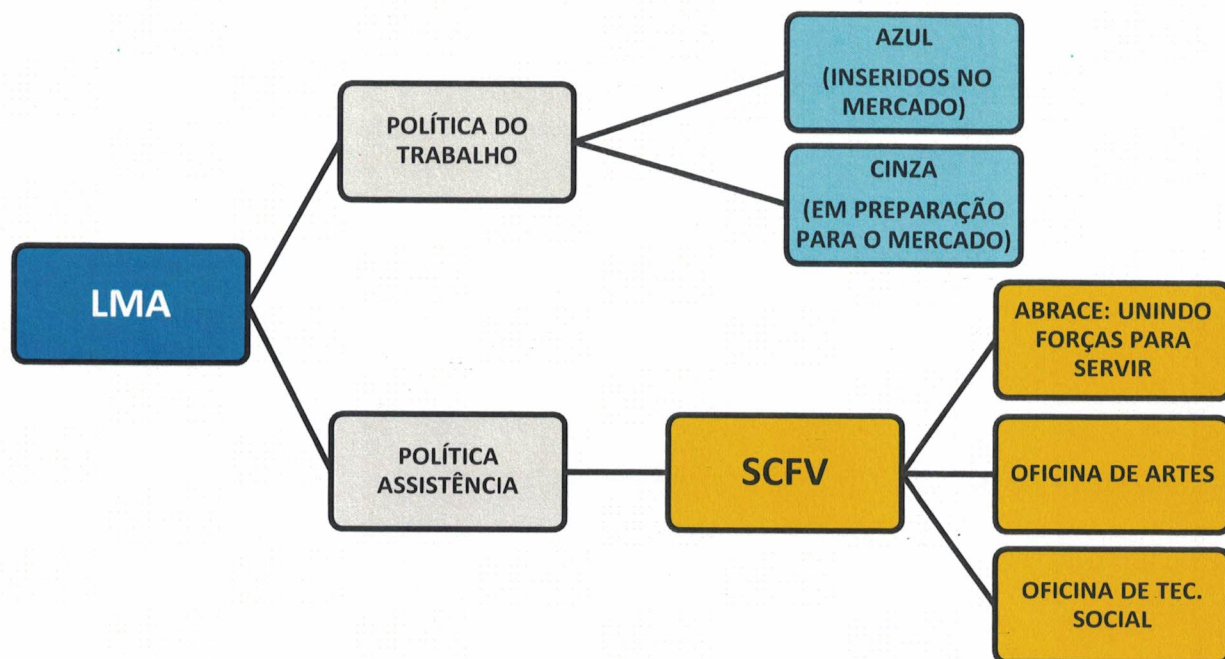 LMA
POLÍTICA DO
TRABALHO
AZUL
(INSERIDOS NO
MERCADO)
CINZA
(EM PREPARAÇÃO
PARA O MERCADO)
POLÍTICA
ASSISTÊNCIA
SCFV
ABRACE: UNINDO
FORÇAS PARA
SERVIR
OFICINA DE ARTES
OFICINA DE TEC.
SOCIAL